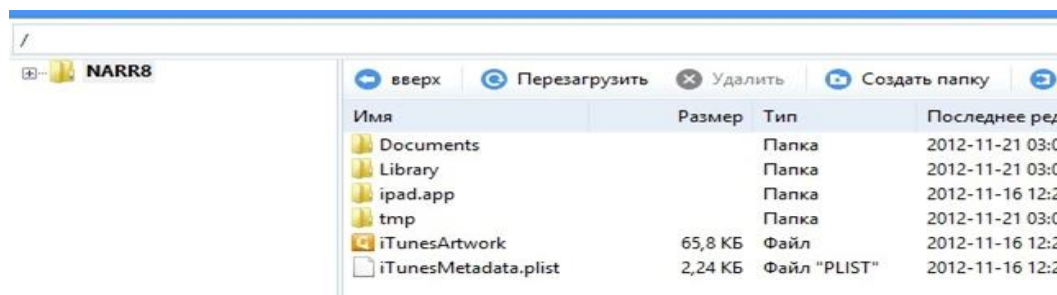 /
NARR8
вверх Перезагрузить Удалить Создать папку
Имя Размер Тип Последнее ред
Documents Папка 2012-11-21 03:0
Library Папка 2012-11-21 03:0
ipad.app Папка 2012-11-16 12:2
tmp Папка 2012-11-21 03:0
iTunesArtwork 65,8 КБ Файл 2012-11-16 12:2
iTunesMetadata.plist 2,24 КБ Файл "PLIST" 2012-11-16 12:2